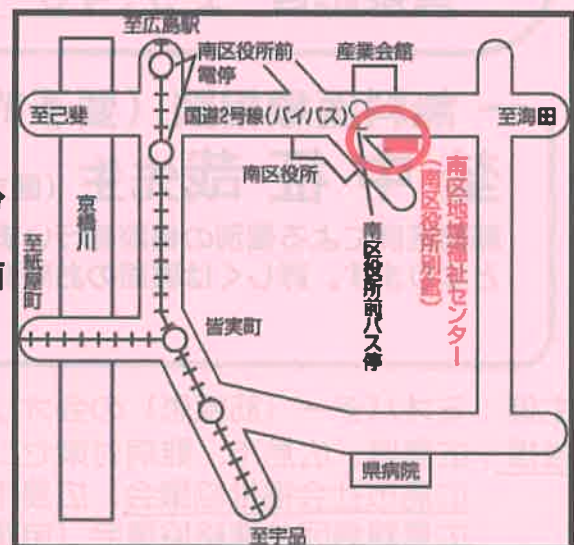 至広島駅
南区役所前
電停
産業会館
至己斐
国道2号線(バイパス)
至海田
南区役所
京橋川
至紙屋町
南区役所前バス停
南区地域福祉センター
(南区役所別館)
皆実町
県病院
至宇品